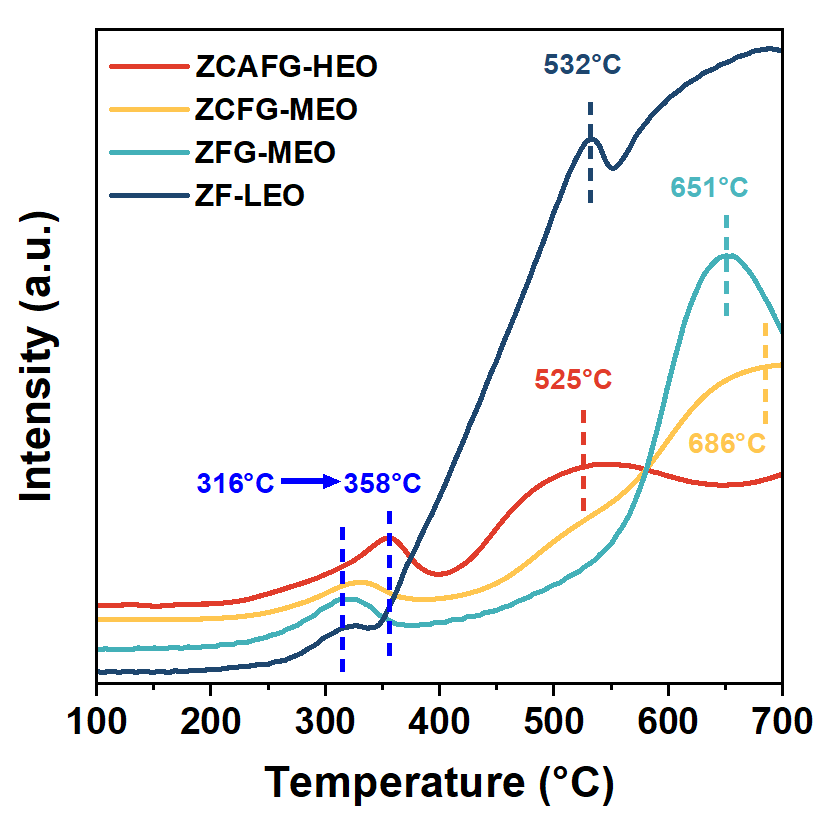 ZCAFG-HEO
ZCFG-MEO
ZFG-MEO
ZF-LEO
532°C
651°C
525°C
686°C
316°C
358°C
Intensity (a.u.)
100 200 300 400 500 600 700
Temperature (°C)